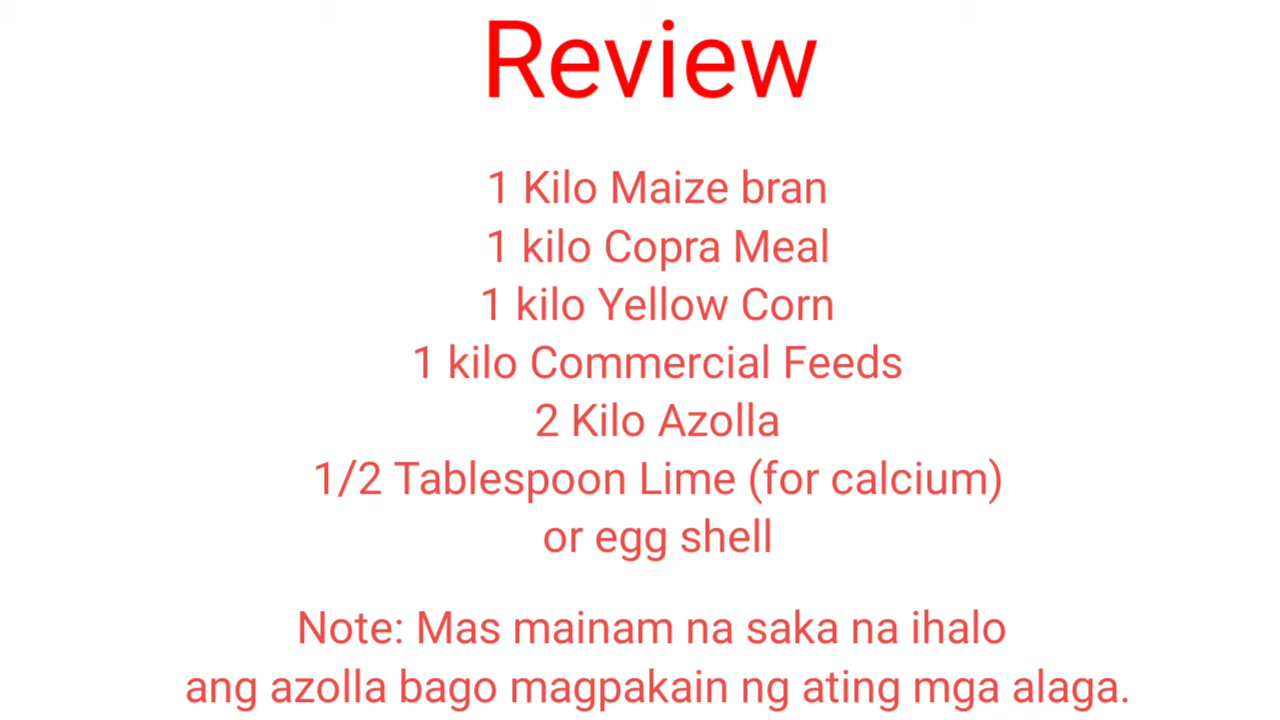 Review
1 Kilo Maize bran
1 kilo Copra Meal
1 kilo Yellow Corn
1 kilo Commercial Feeds
2 Kilo Azolla
1/2 Tablespoon Lime (for calcium)
or egg shell
Note: Mas mainam na saka na ihalo
ang azolla bago magpakain ng ating mga alaga.